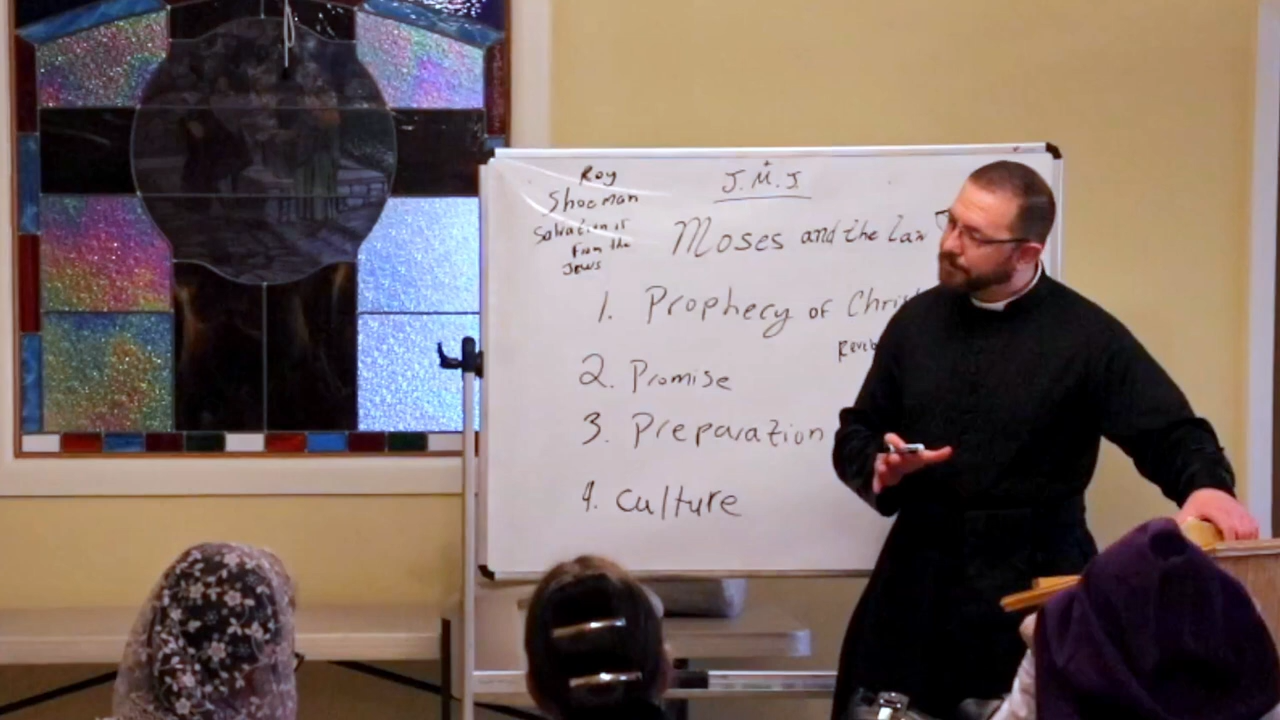 Roy
Shoeman
Salvation is
From the
Jews
J.M.J.
Moses and the Law
1. Prophecy of Chris
2. Promise
3. Preparation
4. Culture